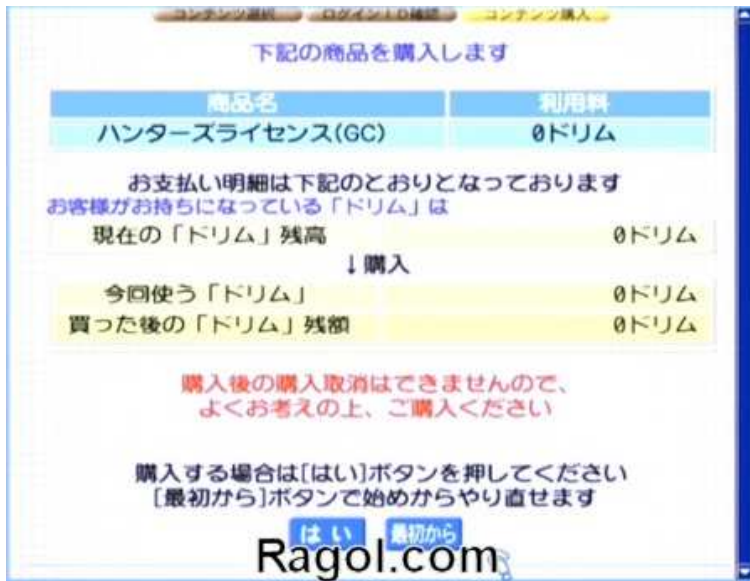 コンテンツ選択 ログインID確認 コンテンツ購入
下記の商品を購入します
商品名 利用料
ハンターズライセンス(GC) 0ドリム
お支払い明細は下記のとおりとなっております
お客様がお持ちになっている「ドリム」は
現在の「ドリム」残高 0ドリム
↓購入
今回使う「ドリム」 0ドリム
買った後の「ドリム」残額 0ドリム
購入後の購入取消はできませんので、
よくお考えの上、ご購入ください
購入する場合は[はい]ボタンを押してください
[最初から]ボタンで始めからやり直せます
はい 最初から
Ragol.com